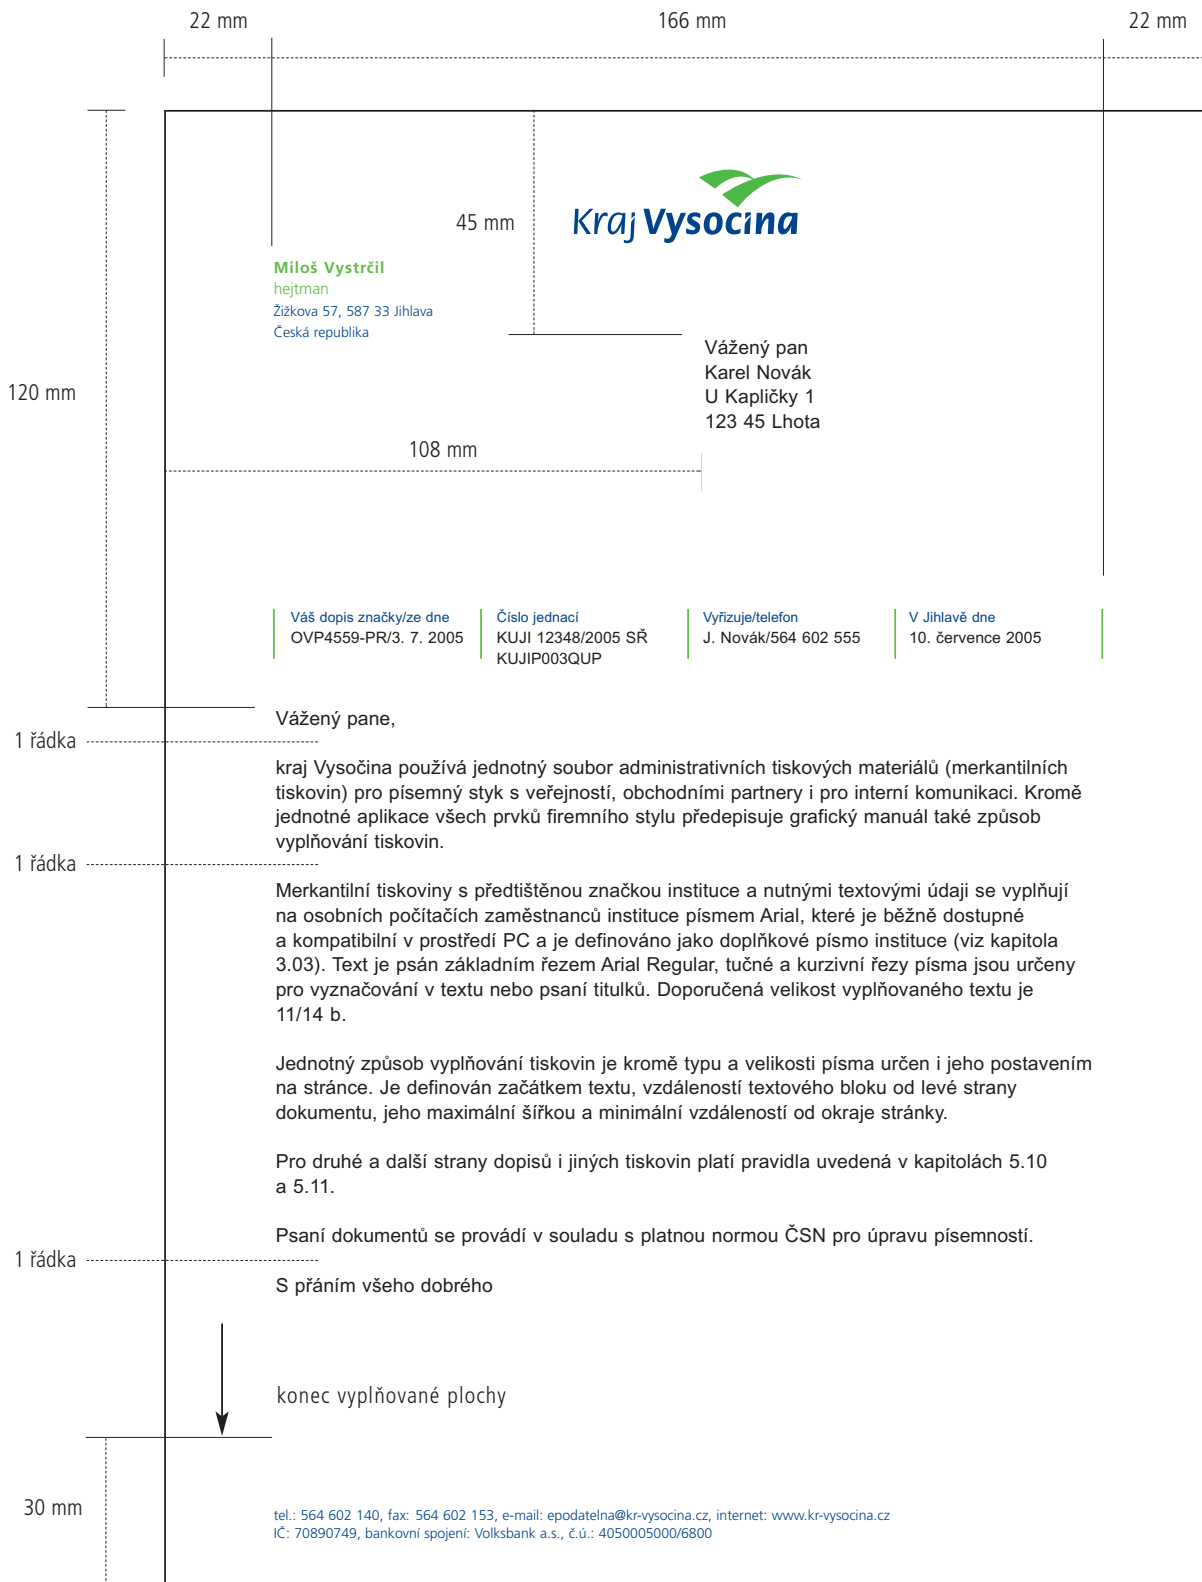 22 mm
166 mm
22 mm
Kraj Vysočina
45 mm
Miloš Vystrčil
hejtman
Žižkova 57, 587 33 Jihlava
Česká republika
Vážený pan
Karel Novák
U Kapličky 1
123 45 Lhota
120 mm
108 mm
Váš dopis značky/ze dne
OVP4559-PR/3. 7. 2005
Číslo jednací
KUJI 12348/2005 SŘ
KUJIP003QUP
Vyřizuje/telefon
J. Novák/564 602 555
V Jihlavě dne
10. července 2005
Vážený pane,
1 řádka
kraj Vysočina používá jednotný soubor administrativních tiskových materiálů (merkantilních
tiskovin) pro písemný styk s veřejností, obchodními partnery i pro interní komunikaci. Kromě
jednotné aplikace všech prvků firemního stylu předepisuje grafický manuál také způsob
vyplňování tiskovin.
1 řádka
Merkantilní tiskoviny s předtištěnou značkou instituce a nutnými textovými údaji se vyplňují
na osobních počítačích zaměstnanců instituce písmem Arial, které je běžně dostupné
a kompatibilní v prostředí PC a je definováno jako doplňkové písmo instituce (viz kapitola
3.03). Text je psán základním řezem Arial Regular, tučné a kurzivní řezy písma jsou určeny
pro vyznačování v textu nebo psaní titulků. Doporučená velikost vyplňovaného textu je
11/14 b.
Jednotný způsob vyplňování tiskovin je kromě typu a velikosti písma určen i jeho postavením
na stránce. Je definován začátkem textu, vzdáleností textového bloku od levé strany
dokumentu, jeho maximální šířkou a minimální vzdáleností od okraje stránky.
Pro druhé a další strany dopisů i jiných tiskovin platí pravidla uvedená v kapitolách 5.10
a 5.11.
Psaní dokumentů se provádí v souladu s platnou normou ČSN pro úpravu písemností.
1 řádka
S přáním všeho dobrého
konec vyplňované plochy
30 mm
tel.: 564 602 140, fax: 564 602 153, e-mail: epodatelna@kr-vysocina.cz, internet: www.kr-vysocina.cz
IČ: 70890749, bankovní spojení: Volksbank a.s., č.ú.: 4050005000/6800